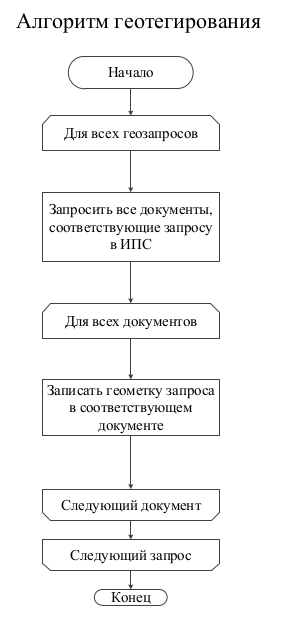 Алгоритм геотегирования
Начало
Для всех геозапросов
Запросить все документы,
соответствующие запросу
в ИПС
Для всех документов
Записать геометку запроса
в соответствующем
документе
Следующий документ
Следующий запрос
Конец